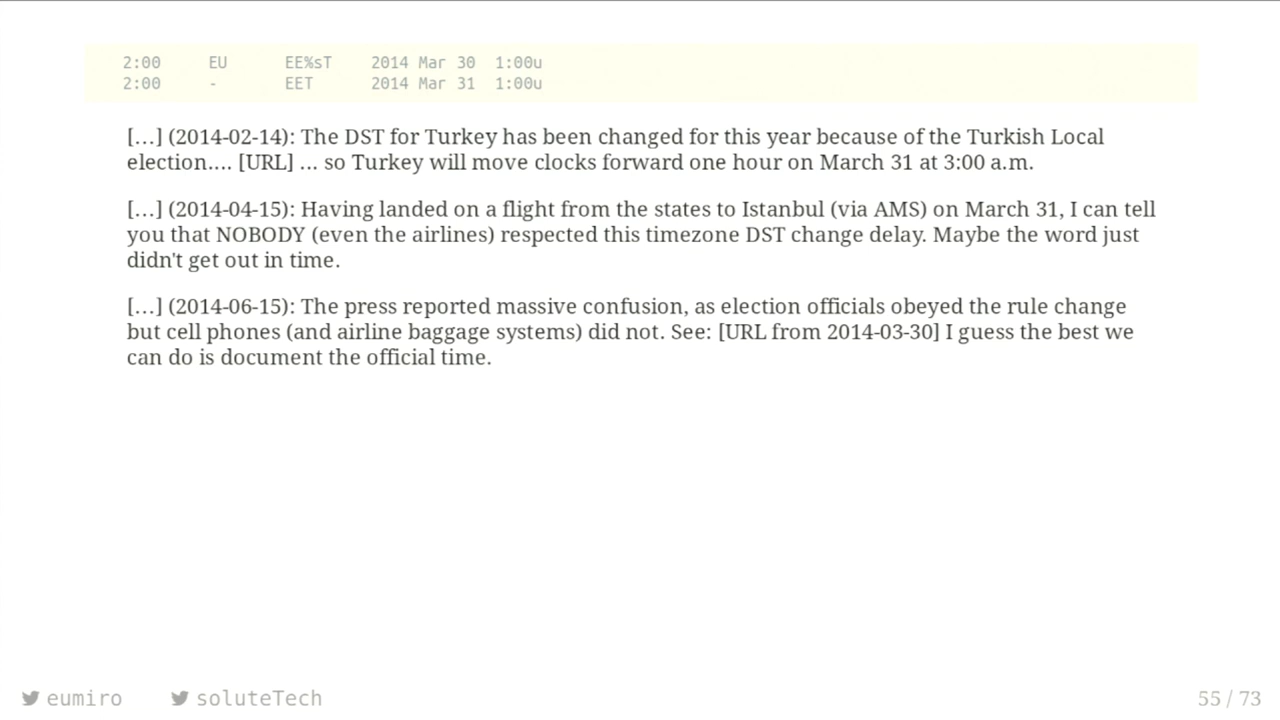 2:00 EU EE%sT 2014 Mar 30 1:00u
2:00 - EET 2014 Mar 31 1:00u
[…] (2014-02-14): The DST for Turkey has been changed for this year because of the Turkish Local
election.... [URL] ... so Turkey will move clocks forward one hour on March 31 at 3:00 a.m.
[…] (2014-04-15): Having landed on a flight from the states to Istanbul (via AMS) on March 31, I can tell
you that NOBODY (even the airlines) respected this timezone DST change delay. Maybe the word just
didn't get out in time.
[…] (2014-06-15): The press reported massive confusion, as election officials obeyed the rule change
but cell phones (and airline baggage systems) did not. See: [URL from 2014-03-30] I guess the best we
can do is document the official time.
eumiro soluteTech 55 / 73